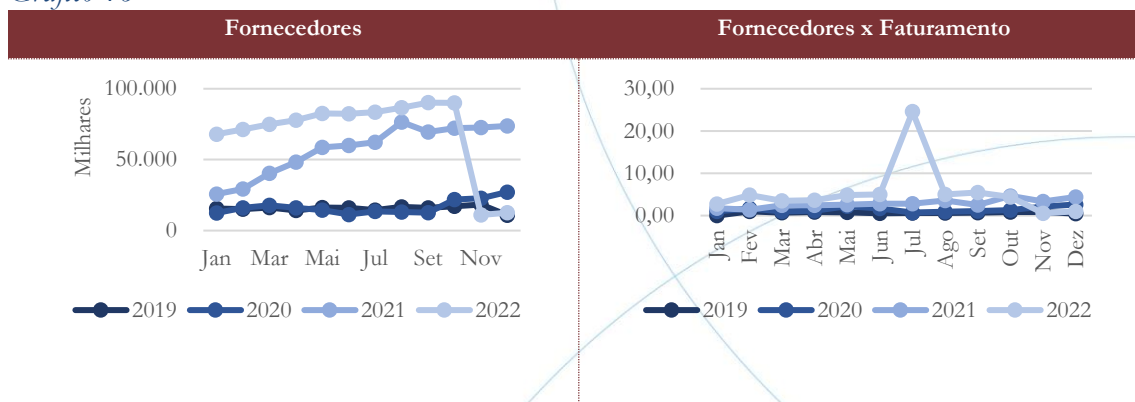 Fornecedores
Fornecedores x Faturamento
Milhares
100.000
50.000
0
Jan Mar Mai Jul Set Nov
2019 2020 2021 2022
30,00
20,00
10,00
0,00
Jan Fev Mar Abr Mai Jun Jul Ago Set Out Nov Dez
2019 2020 2021 2022